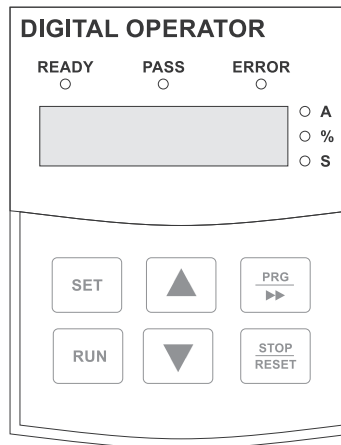 DIGITAL OPERATOR
READY PASS ERROR
A
%
S
SET PRG
RUN STOP
RESET